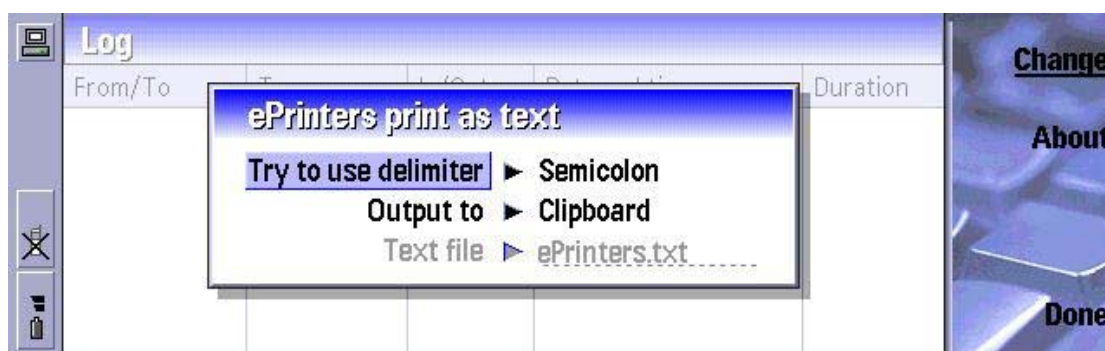 Log
From/To
Duration
ePrinters print as text
Try to use delimiter Semicolon
Output to Clipboard
Text file ePrinters.txt
Change
About
Done